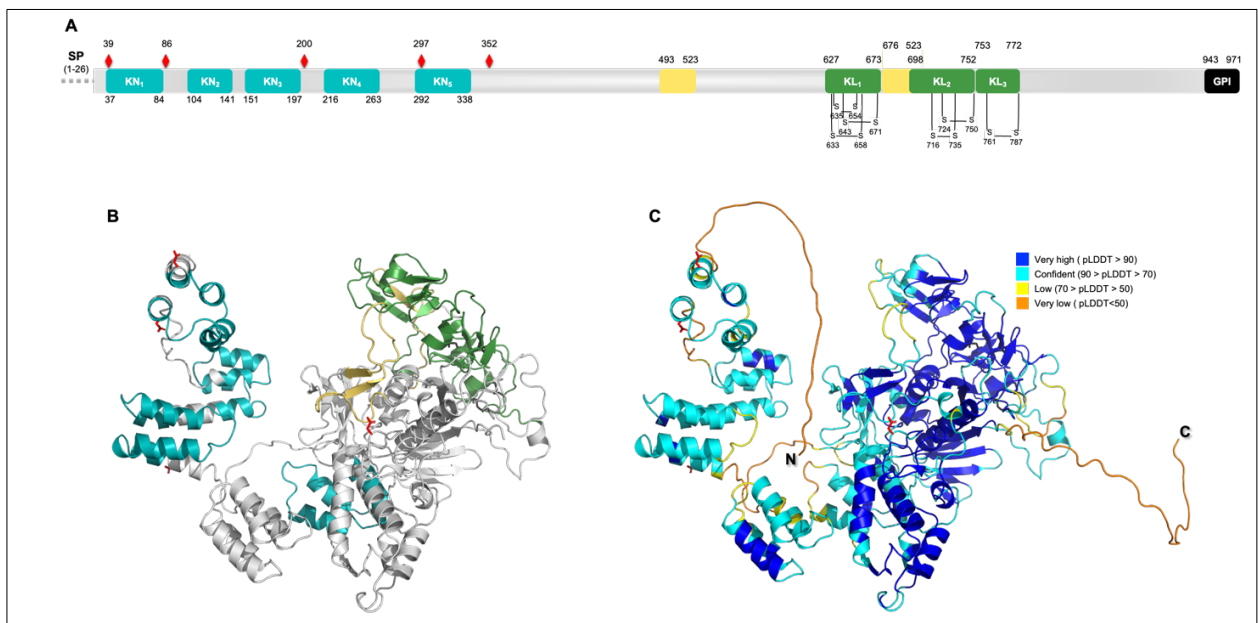 A
39 86 200 297 352 493 523 627 673 676 523 698 752 753 772 943 971
SP
(1-26)
KN1 KN2 KN3 KN4 KN5 KL1 KL2 KL3 GPI
37 84 104 141 151 197 216 263 292 338
S S S S S S
635 654 724 750
643 671
S S S S S S
633 658 716 735 761 787
B
C
Very high ( pLDDT > 90)
Confident (90 > pLDDT > 70)
Low (70 > pLDDT > 50)
Very low ( pLDDT<50)
C
N